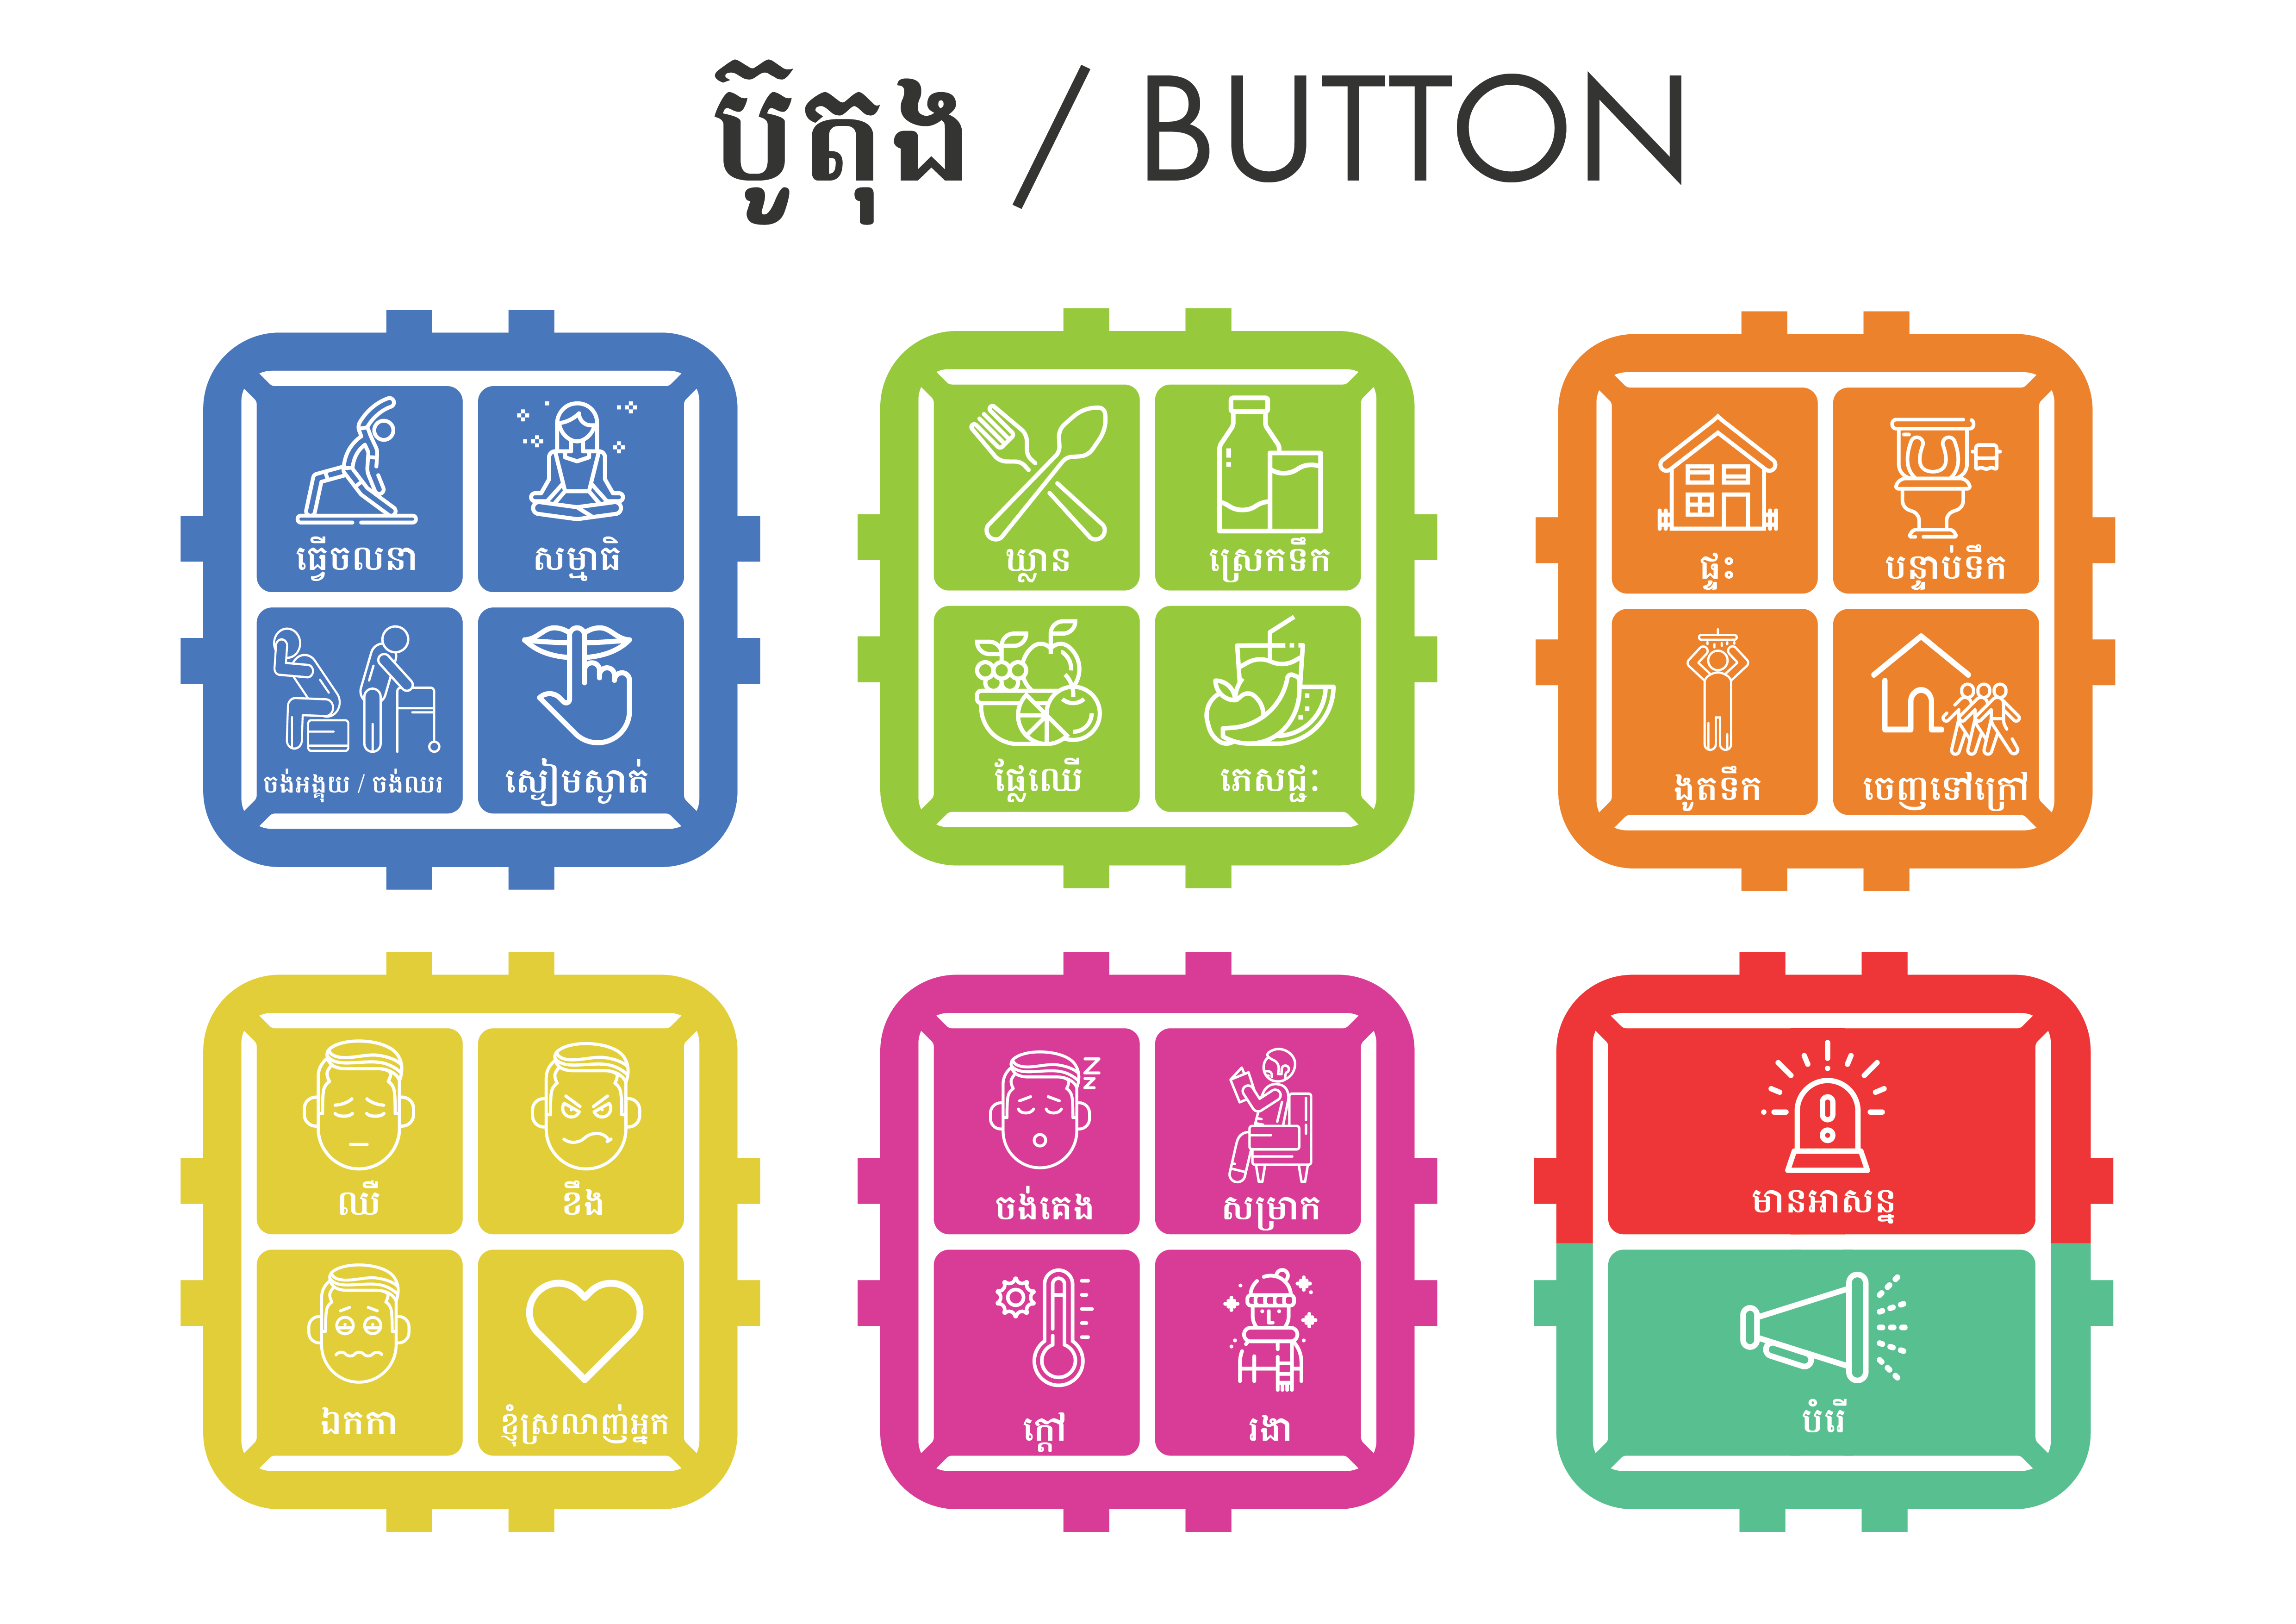 ប៊ូតុង / BUTTON
ធ្វើចលនា
សមាធិ
ចង់អង្គុយ / ចង់ឈរ
ស្ងៀមស្ងាត់
ឃ្លាន
ស្រេកទឹក
ផ្លែឈើ
ភេសជ្ជៈ
ផ្ទះ
បន្ទាប់ទឹក
ងូតទឹក
ចេញទៅក្រៅ
ឈឺ
ខឹង
ឯកកា
ខ្ញុំស្រលាញ់អ្នក
ចង់គេង
សម្រាក
ក្តៅ
រងា
មានអាសន្ន
បំរើ